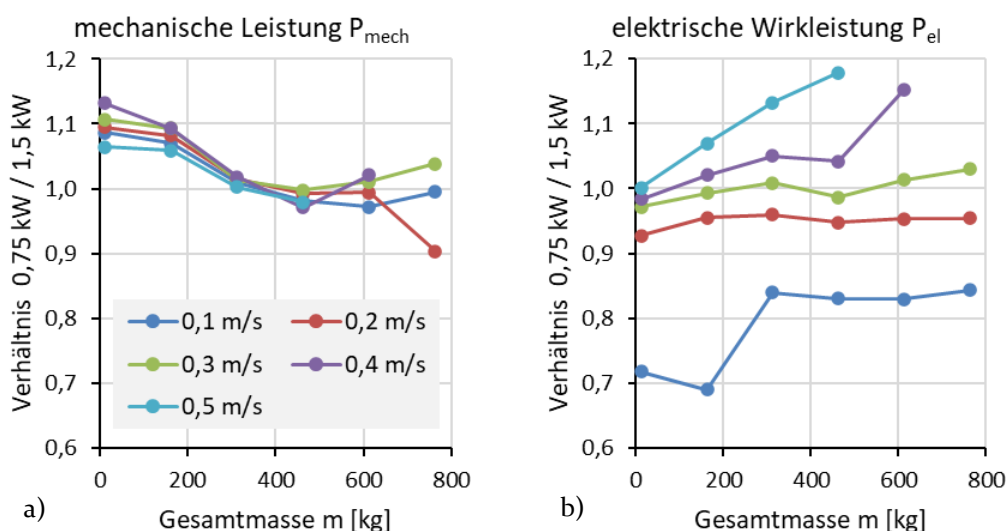 mechanische Leistung Pmech
Verhältnis 0,75 kW / 1,5 kW
1,2
1,1
1,0
0,9
0,8
0,7
0,6
0,1 m/s
0,2 m/s
0,3 m/s
0,4 m/s
0,5 m/s
0
200
400
600
800
Gesamtmasse m [kg]
a)
elektrische Wirkleistung Pel
Verhältnis 0,75 kW / 1,5 kW
1,2
1,1
1,0
0,9
0,8
0,7
0,6
0
200
400
600
800
Gesamtmasse m [kg]
b)